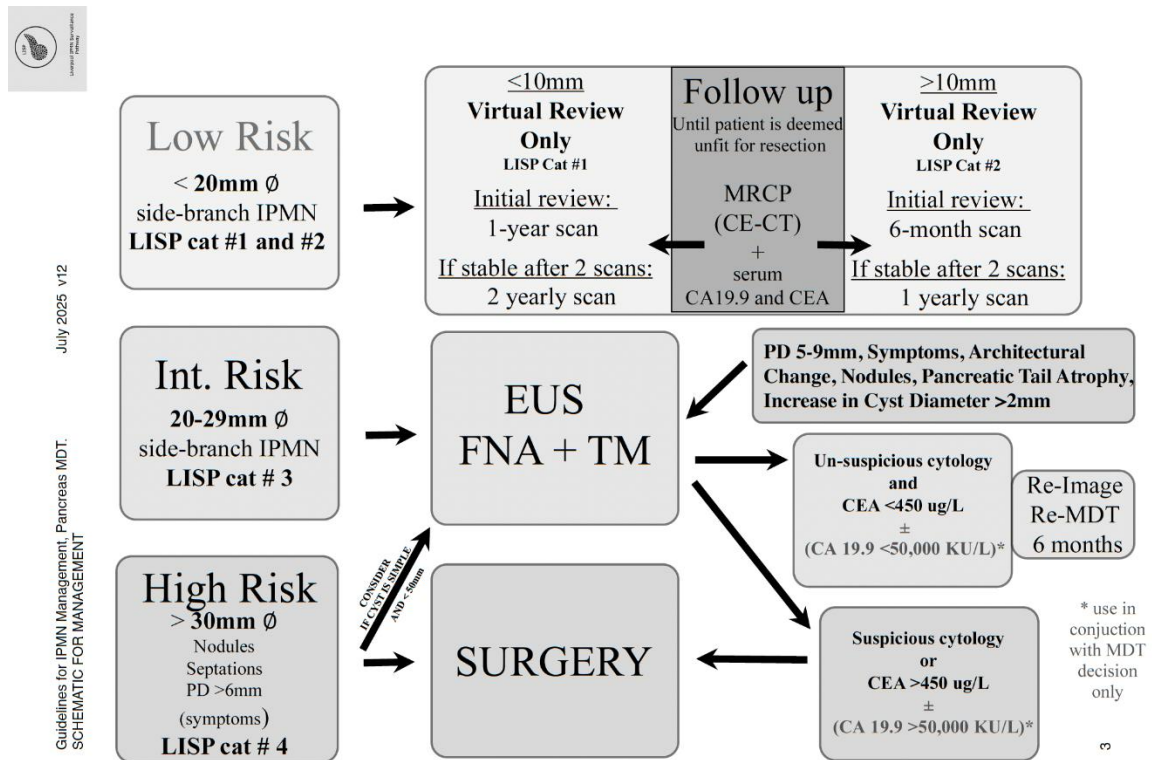 LISP
Liverpool IPMN Surveillance
Pathway
July 2025 v12
Guidelines for IPMN Management, Pancreas MDT.
SCHEMATIC FOR MANAGEMENT
Low Risk
< 20mm Ø
side-branch IPMN
LISP cat #1 and #2
<10mm
Virtual Review
Only
LISP Cat #1
Initial review:
1-year scan
If stable after 2 scans:
2 yearly scan
Follow up
Until patient is deemed
unfit for resection
MRCP
(CE-CT)
+
serum
CA19.9 and CEA
>10mm
Virtual Review
Only
LISP Cat #2
Initial review:
6-month scan
If stable after 2 scans:
1 yearly scan
Int. Risk
20-29mm Ø
side-branch IPMN
LISP cat # 3
EUS
FNA + TM
PD 5-9mm, Symptoms, Architectural
Change, Nodules, Pancreatic Tail Atrophy,
Increase in Cyst Diameter >2mm
Un-suspicious cytology
and
CEA <450 ug/L
±
(CA 19.9 <50,000 KU/L)*
Re-Image
Re-MDT
6 months
High Risk
> 30mm Ø
Nodules
Septations
PD >6mm
(symptoms)
LISP cat # 4
CONSIDER
IF CYST IS SIMPLE
AND < 50mm
SURGERY
Suspicious cytology
or
CEA >450 ug/L
±
(CA 19.9 >50,000 KU/L)*
* use in
conjuction
with MDT
decision
only
3